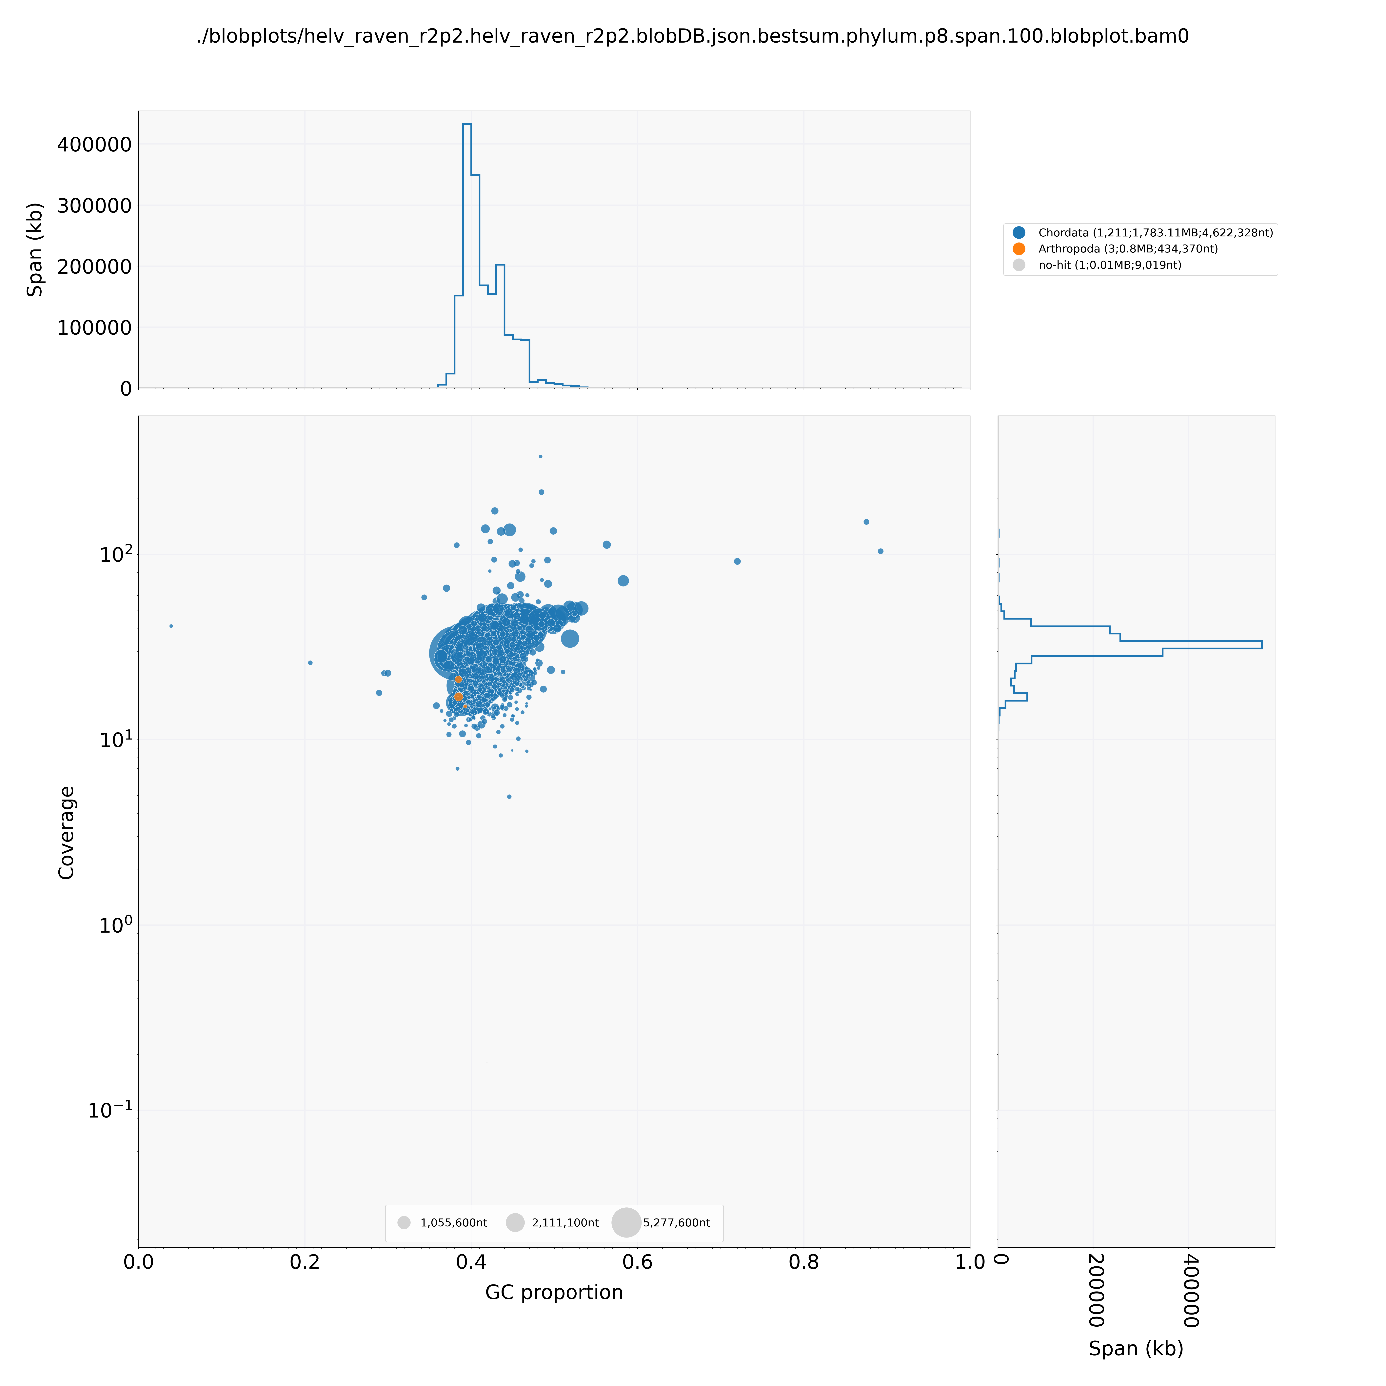 ./blobplots/helv_raven_r2p2.helv_raven_r2p2.blobDB.json.bestsum.phylum.p8.span.100.blobplot.bam0
400000
300000
200000
100000
0
Span (kb)
Chordata (1,211;1,783.11MB;4,622,328nt)
Arthropoda (3;0.8MB;434,370nt)
no-hit (1;0.01MB;9,019nt)
10²
10¹
10⁰
10⁻¹
Coverage
1,055,600nt
2,111,100nt
5,277,600nt
0.0
0.2
0.4
0.6
0.8
1.0
GC proportion
0
200000
400000
Span (kb)